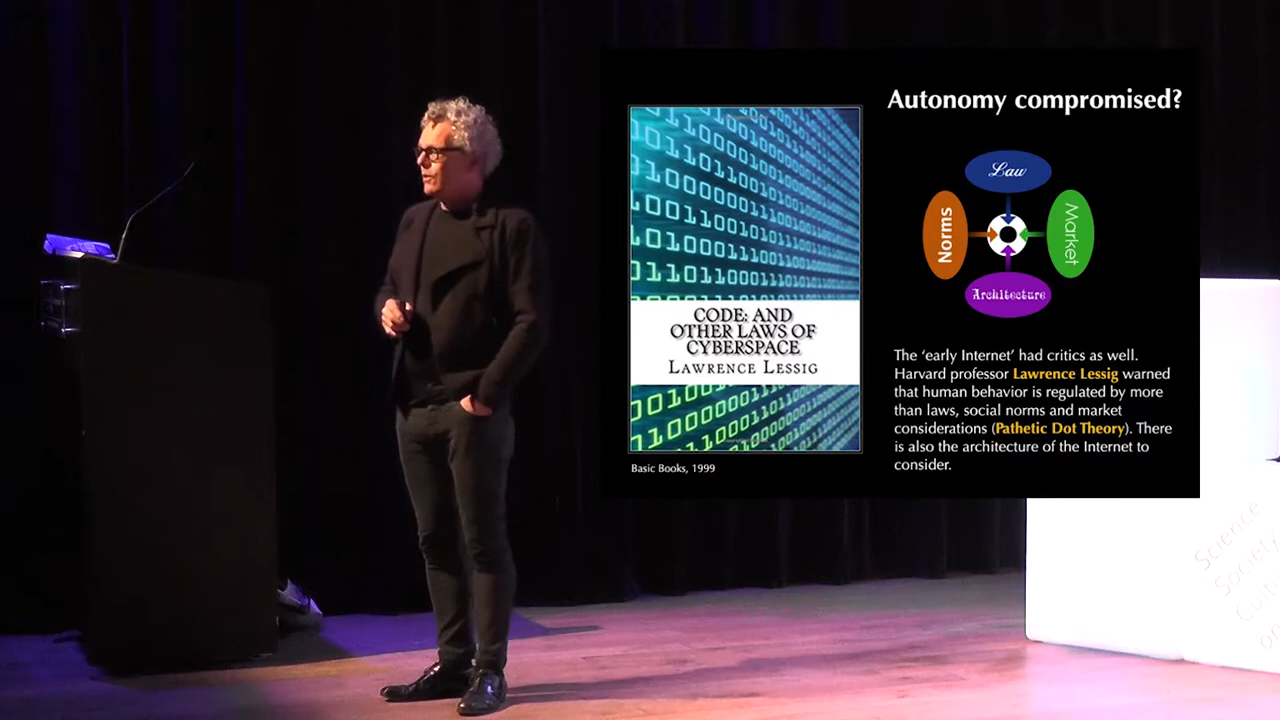 Autonomy compromised?
Law
Norms
Market
Architecture
CODE: AND
OTHER LAWS OF
CYBERSPACE
LAWRENCE LESSIG
Basic Books, 1999
The ‘early Internet’ had critics as well.
Harvard professor Lawrence Lessig warned
that human behavior is regulated by more
than laws, social norms and market
considerations (Pathetic Dot Theory). There
is also the architecture of the Internet to
consider.
Science
Society